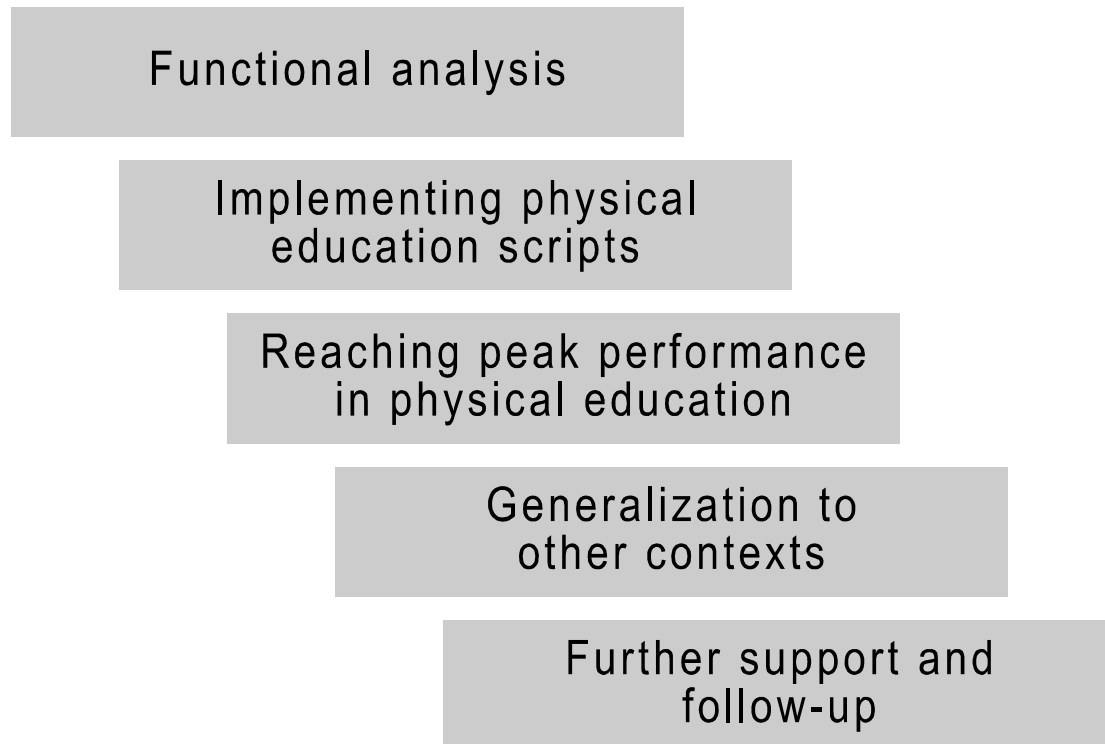 Functional analysis
Implementing physical
education scripts
Reaching peak performance
in physical education
Generalization to
other contexts
Further support and
follow-up